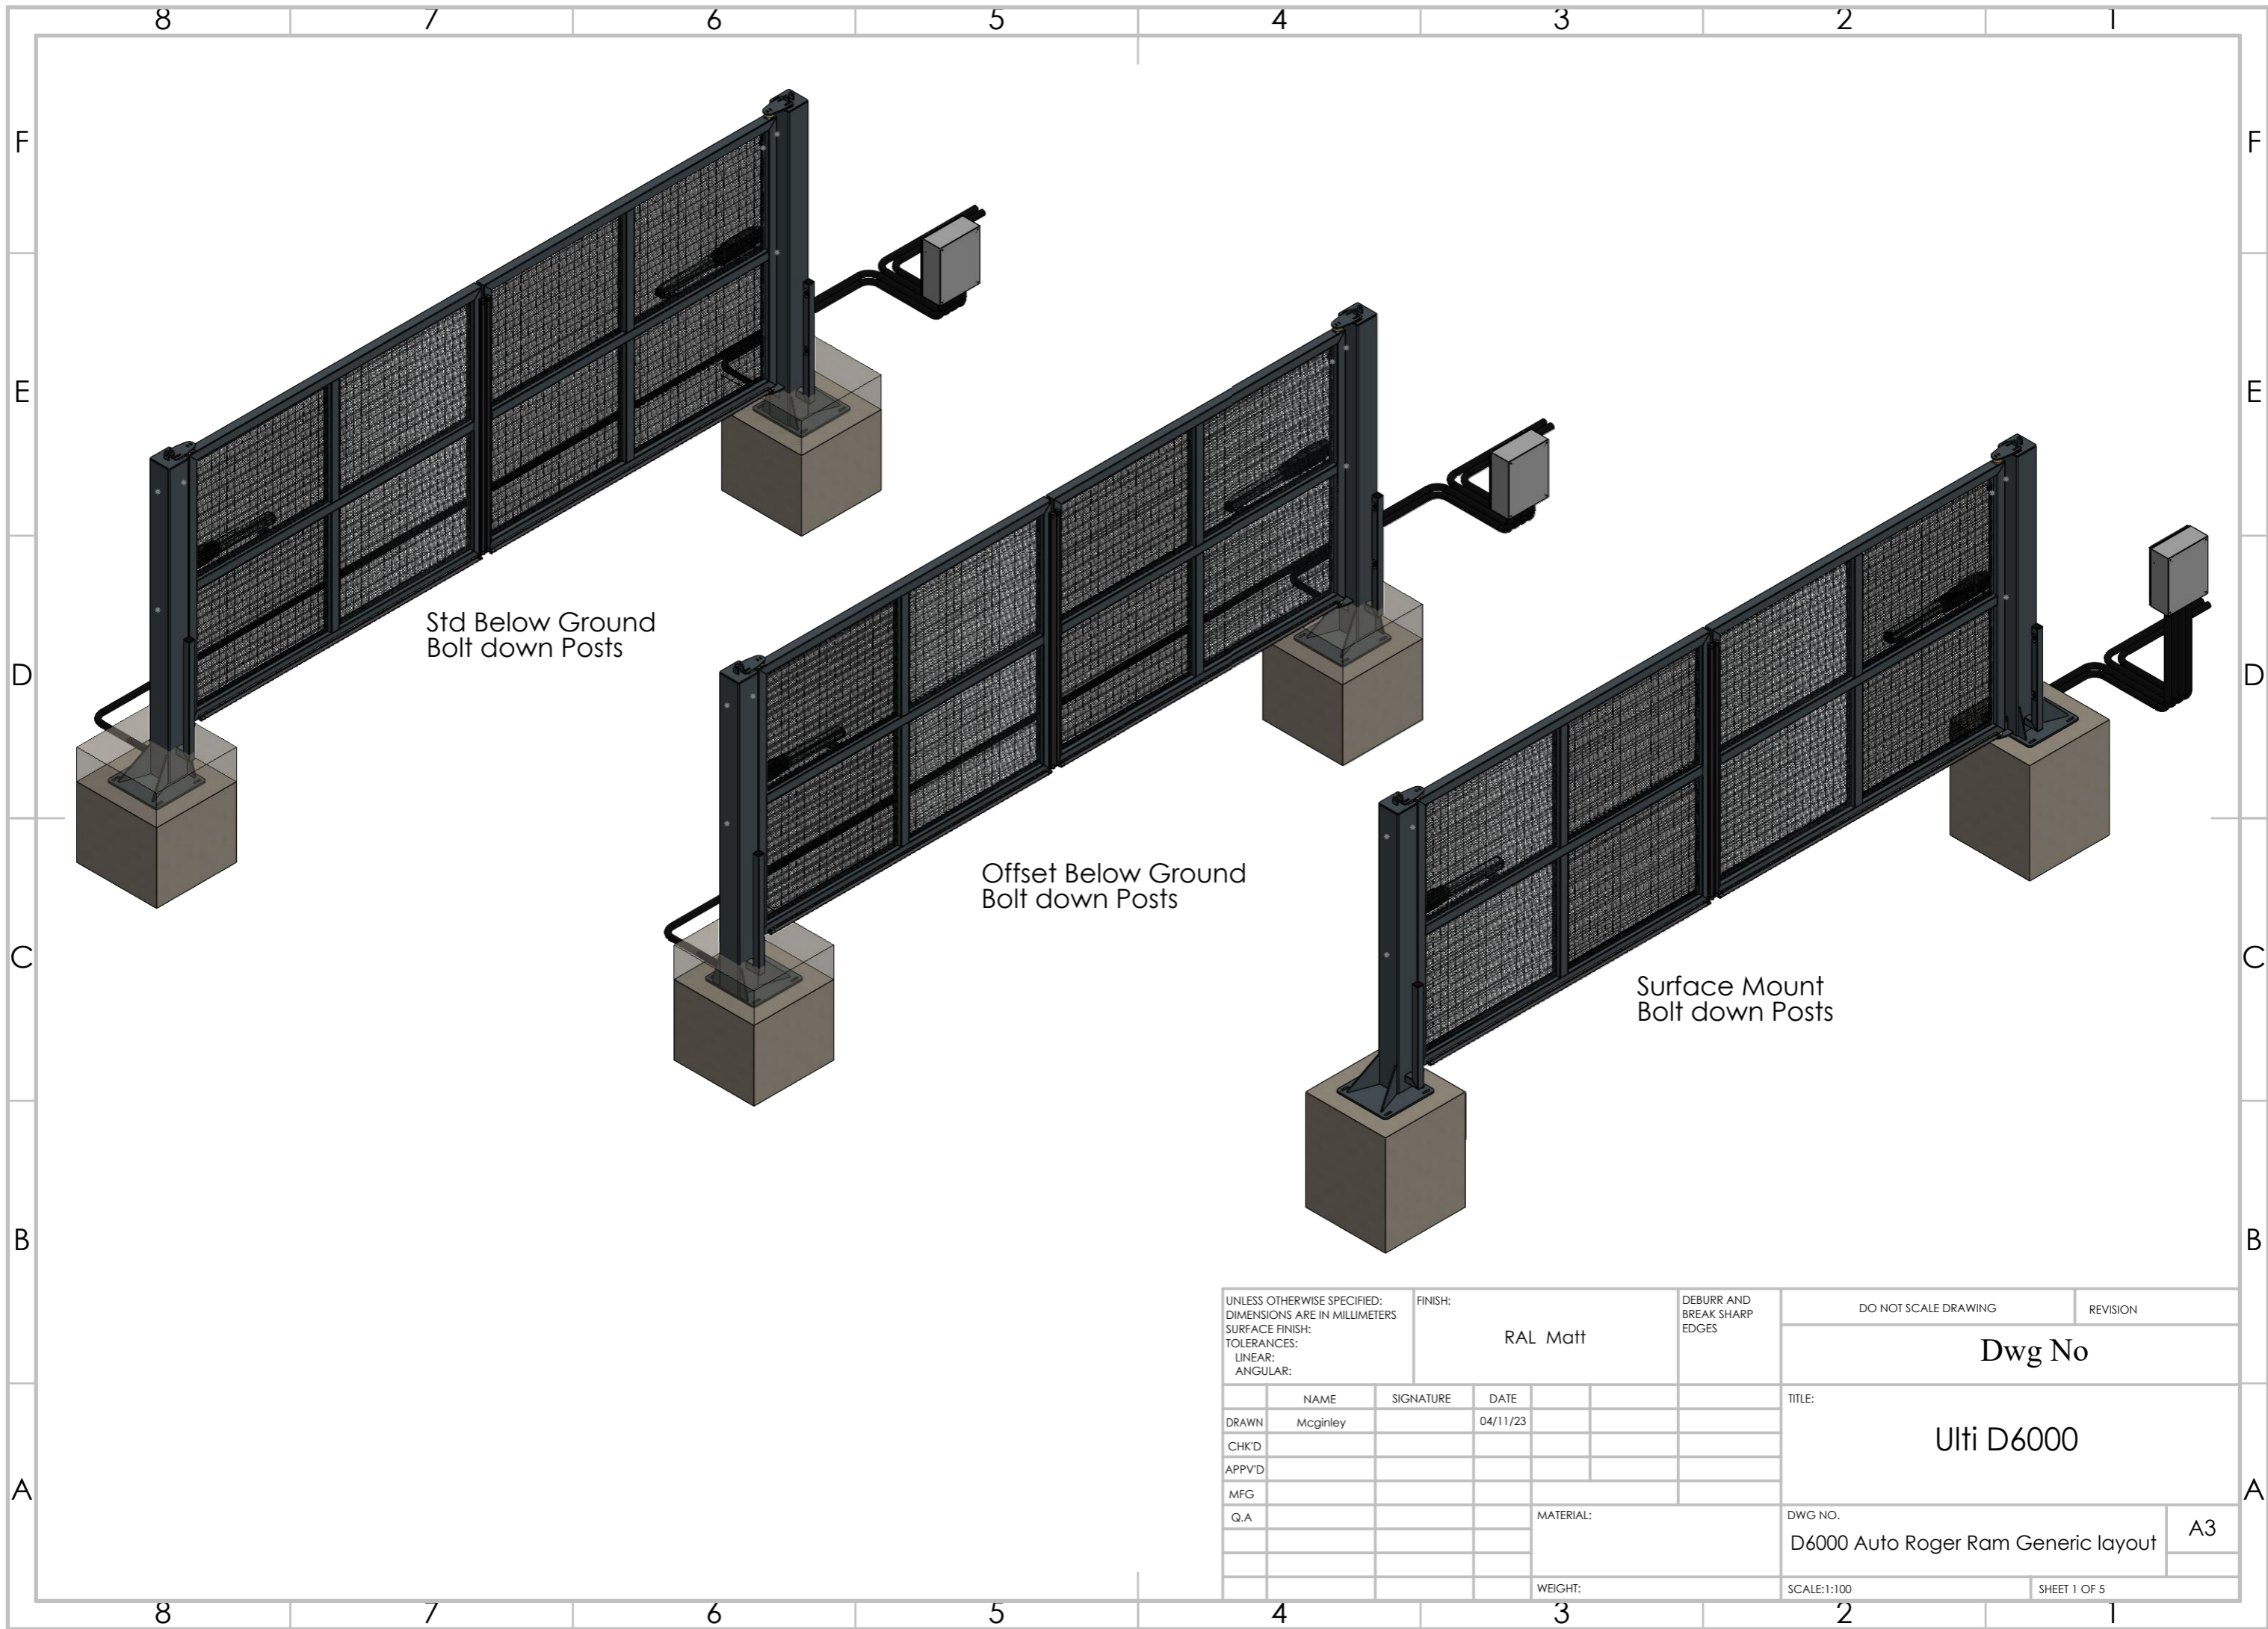 8 7 6 5 4 3 2 1
F F
E E
D D
C C
B B
A A
Std Below Ground
Bolt down Posts
Offset Below Ground
Bolt down Posts
Surface Mount
Bolt down Posts
UNLESS OTHERWISE SPECIFIED:
DIMENSIONS ARE IN MILLIMETERS
SURFACE FINISH:
TOLERANCES:
LINEAR:
ANGULAR:
FINISH:
RAL Matt
DEBURR AND
BREAK SHARP
EDGES
DO NOT SCALE DRAWING
REVISION
Dwg No
NAME SIGNATURE DATE
DRAWN Mcginley 04/11/23
CHK'D
APPV'D
MFG
Q.A
MATERIAL:
WEIGHT:
TITLE:
Ulti D6000
DWG NO.
D6000 Auto Roger Ram Generic layout
A3
SCALE:1:100
SHEET 1 OF 5
8 7 6 5 4 3 2 1